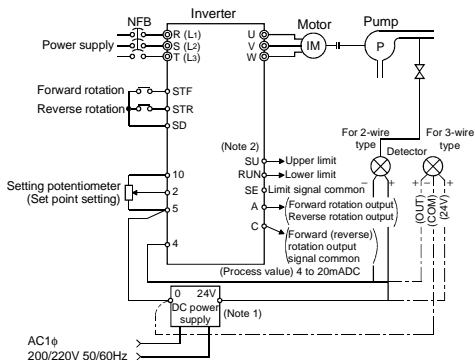 Inverter
NFB
Motor
Pump
Power supply
R (L1)
S (L2)
T (L3)
U
V
W
IM
P
Forward rotation
Reverse rotation
STF
STR
SD
(Note 2)
For 2-wire type
For 3-wire type
Detector
SU
Upper limit
RUN
Lower limit
SE
Limit signal common
A
(Forward rotation output
Reverse rotation output)
C
(Forward (reverse)
rotation output
signal common)
10
2
5
4
Setting potentiometer
(Set point setting)
- +
+ - +
(OUT)
(COM)
(24V)
(Process value) 4 to 20mADC
0 24V
DC power
supply
(Note 1)
AC1ϕ
200/220V 50/60Hz